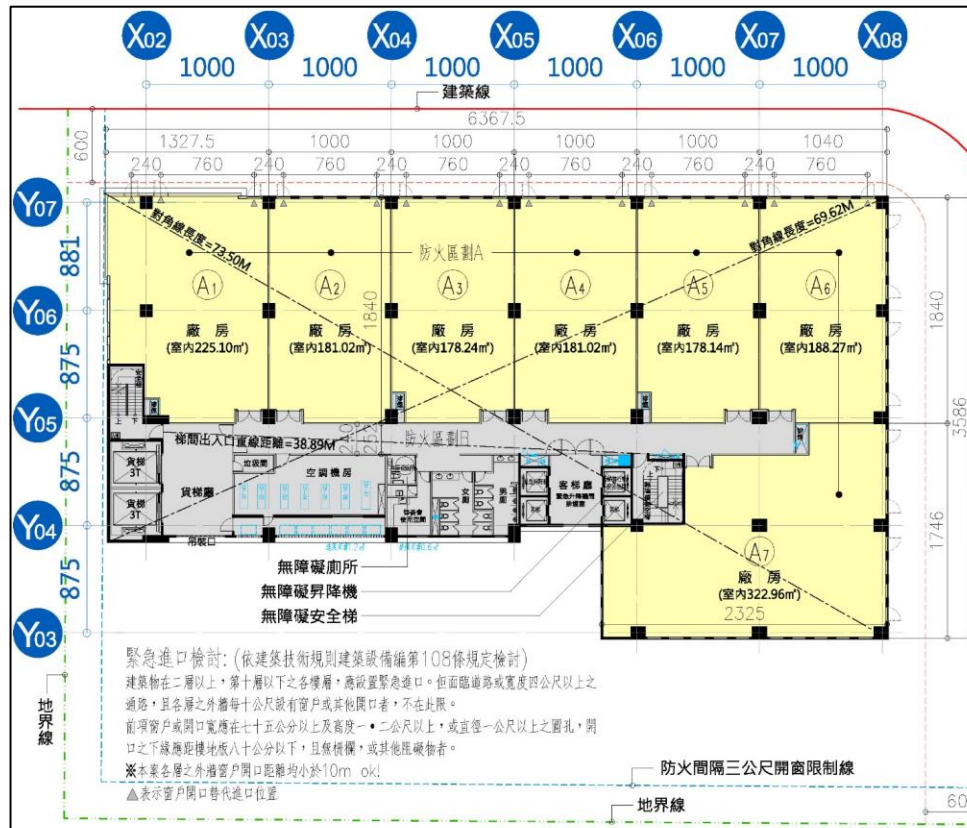 X02 X03 X04 X05 X06 X07 X08
1000 1000 1000 1000 1000 1000
建築線
6367.5
600
1327.5 1000 1000 1000 1000 1040
240 760 240 760 240 760 240 760 240 760 240 760
Y07
對角線長度=73.50M
對角線長度=69.62M
防火區劃A
881
A1 A2 A3 A4 A5 A6
1840
1840
Y06
廠 房 廠 房 廠 房 廠 房 廠 房 廠 房
(室內225.10㎡) (室內181.02㎡) (室內178.24㎡) (室內181.02㎡) (室內178.14㎡) (室內188.27㎡)
875
3586
Y05
上 下
梯間出入口直線距離=38.89M
防火區劃B
250
貨梯
3T
貨梯廳
垃圾間
空調機房
女廁
男廁
客梯廳
875
貨梯
3T
Y04
吊裝口
A7
1746
廠 房
(室內322.96㎡)
無障礙廁所
無障礙昇降機
無障礙安全梯
875
2325
Y03
緊急進口檢討: (依建築技術規則建築設備編第108條規定檢討)
建築物在二層以上，第十層以下之各樓層，應設置緊急進口。但面臨道路或寬度四公尺以上之
通路，且各層之外牆每十公尺設有窗戶或其他開口者，不在此限。
前項窗戶或開口寬應在七十五公分以上及高度一•二公尺以上，或直徑一公尺以上之圓孔，開
口之下緣應距樓地板八十公分以下，且無柵欄，或其他阻礙物者。
※本案各層之外牆窗戶開口距離均小於10m ok!
▲表示窗戶開口替代進口位置
地界線
防火間隔三公尺開窗限制線
地界線
60